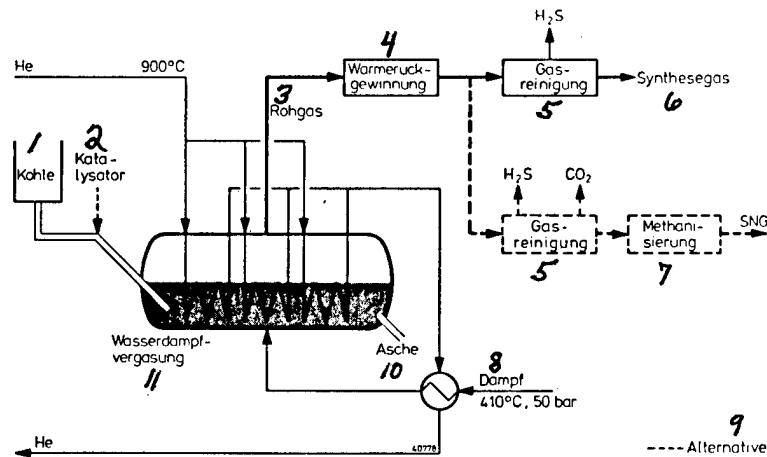 H₂S
He
900°C
4
Wärmerück-
gewinnung
Gas-
reinigung
5
Synthesegas
6
3
Rohgas
1
Kohle
2
Kata-
lysator
H₂S
CO₂
Gas-
reinigung
5
Methani-
sierung
7
SNG
Wasserdampf-
vergasung
11
Asche
10
8
Dampf
410°C, 50 bar
He
40778
9
Alternative